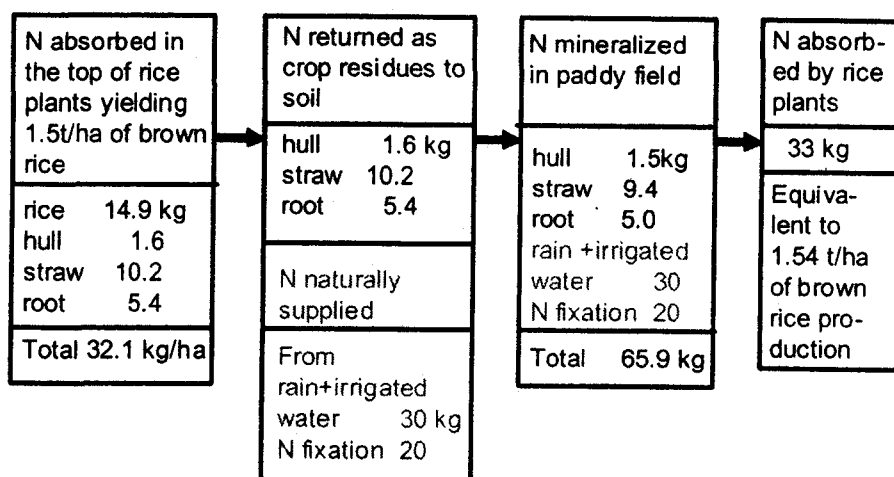 N absorbed in
the top of rice
plants yielding
1.5t/ha of brown
rice
rice 14.9 kg
hull 1.6
straw 10.2
root 5.4
Total 32.1 kg/ha
N returned as
crop residues to
soil
hull 1.6 kg
straw 10.2
root 5.4
N naturally
supplied
From
rain+irrigated
water 30 kg
N fixation 20
N mineralized
in paddy field
hull 1.5kg
straw 9.4
root 5.0
rain +irrigated
water 30
N fixation 20
Total 65.9 kg
N absorb-
ed by rice
plants
33 kg
Equiva-
lent to
1.54 t/ha
of brown
rice pro-
duction